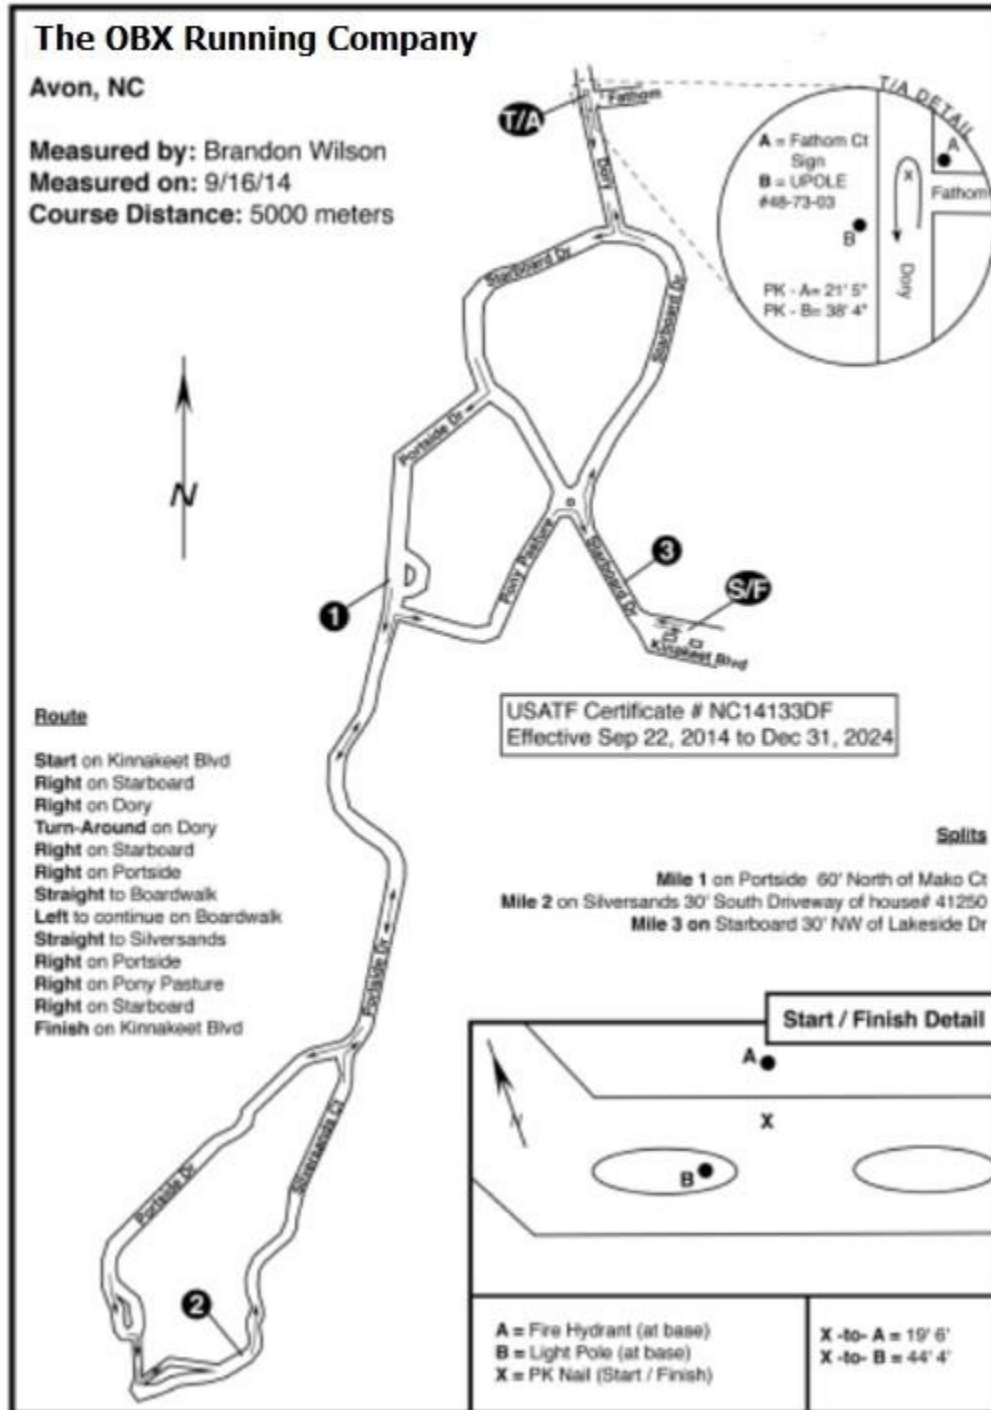 The OBX Running Company
Avon, NC
Measured by: Brandon Wilson
Measured on: 9/16/14
Course Distance: 5000 meters
T/A
Fathom
Dory
T/A DETAIL
A = Fathom Ct
Sign
B = UPOLE
#48-73-03
A
X
Fathom
B
Dory
PK - A= 21' 5"
PK - B= 38' 4"
Starboard Dr
Starboard Dr
Portside Dr
N
Pony Pasture
Starboard Dr
3
S/F
1
Kinakeet Blvd
USATF Certificate # NC14133DF
Effective Sep 22, 2014 to Dec 31, 2024
Route
Start on Kinnakeet Blvd
Right on Starboard
Right on Dory
Turn-Around on Dory
Right on Starboard
Right on Portside
Straight to Boardwalk
Left to continue on Boardwalk
Straight to Silversands
Right on Portside
Right on Pony Pasture
Right on Starboard
Finish on Kinnakeet Blvd
Splits
Mile 1 on Portside 60' North of Mako Ct
Mile 2 on Silversands 30' South Driveway of house# 41250
Mile 3 on Starboard 30' NW of Lakeside Dr
Portside Dr
Silversands Ct
Portside Dr
2
Start / Finish Detail
A
N
X
B
A = Fire Hydrant (at base)
B = Light Pole (at base)
X = PK Nail (Start / Finish)
X -to- A = 19' 6'
X -to- B = 44' 4'